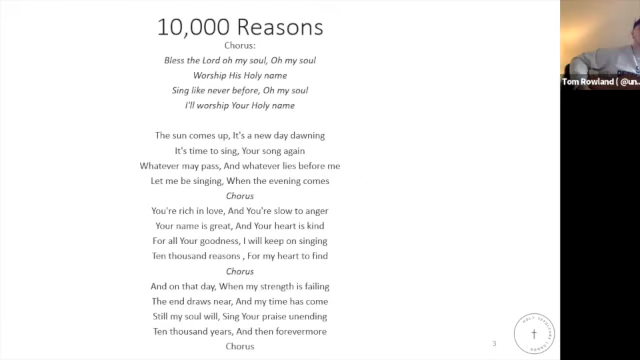 10,000 Reasons
Chorus:
Bless the Lord oh my soul, Oh my soul
Worship His Holy name
Sing like never before, Oh my soul
I'll worship Your Holy name
The sun comes up, It's a new day dawning
It's time to sing, Your song again
Whatever may pass, And whatever lies before me
Let me be singing, When the evening comes
Chorus
You're rich in love, And You're slow to anger
Your name is great, And Your heart is kind
For all Your goodness, I will keep on singing
Ten thousand reasons , For my heart to find
Chorus
And on that day, When my strength is failing
The end draws near, And my time has come
Still my soul will, Sing Your praise unending
Ten thousand years, And then forevermore
Chorus
3
Tom Rowland ( @un...